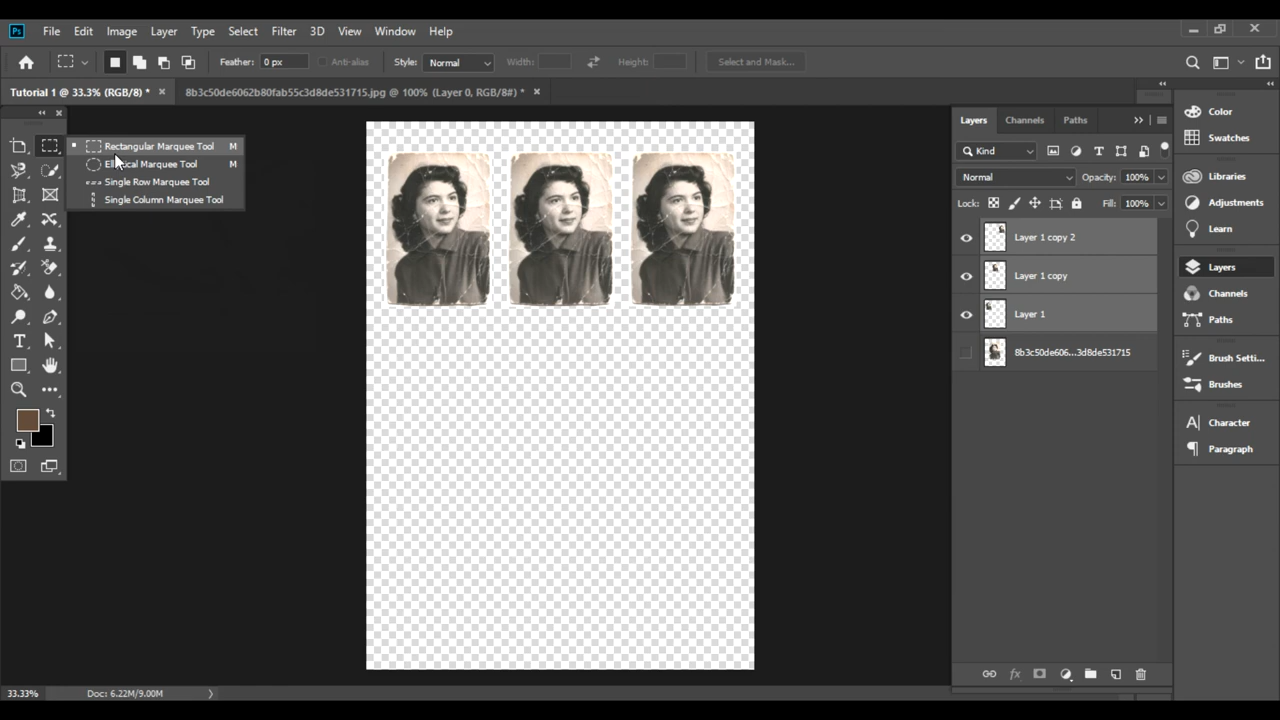 Ps File Edit Image Layer Type Select Filter 3D View Window Help
Feather: 0 px Anti-alias Style: Normal Width: Height: Select and Mask...
Tutorial 1 @ 33.3% (RGB/8) * × 8b3c50de6062b80fab55c3d8de531715.jpg @ 100% (Layer 0, RGB/8#) * ×
Rectangular Marquee Tool M
Elliptical Marquee Tool M
Single Row Marquee Tool
Single Column Marquee Tool
T
Layers Channels Paths
Kind
Normal Opacity: 100%
Lock: Fill: 100%
Layer 1 copy 2
Layer 1 copy
Layer 1
8b3c50de606...3d8de531715
fx
Color
Swatches
Libraries
Adjustments
Learn
Layers
Channels
Paths
Brush Setti...
Brushes
Character
Paragraph
33.33% Doc: 6.22M/9.00M